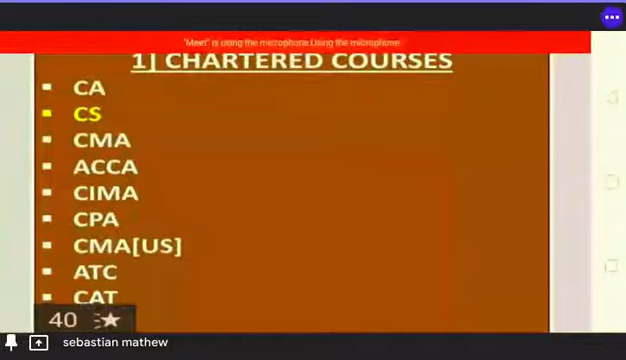 "Meet" is using the microphone.Using the microphone.
1] CHARTERED COURSES
▪ CA
▪ CS
▪ CMA
▪ ACCA
▪ CIMA
▪ CPA
▪ CMA[US]
▪ ATC
▪ CAT
40
sebastian mathew